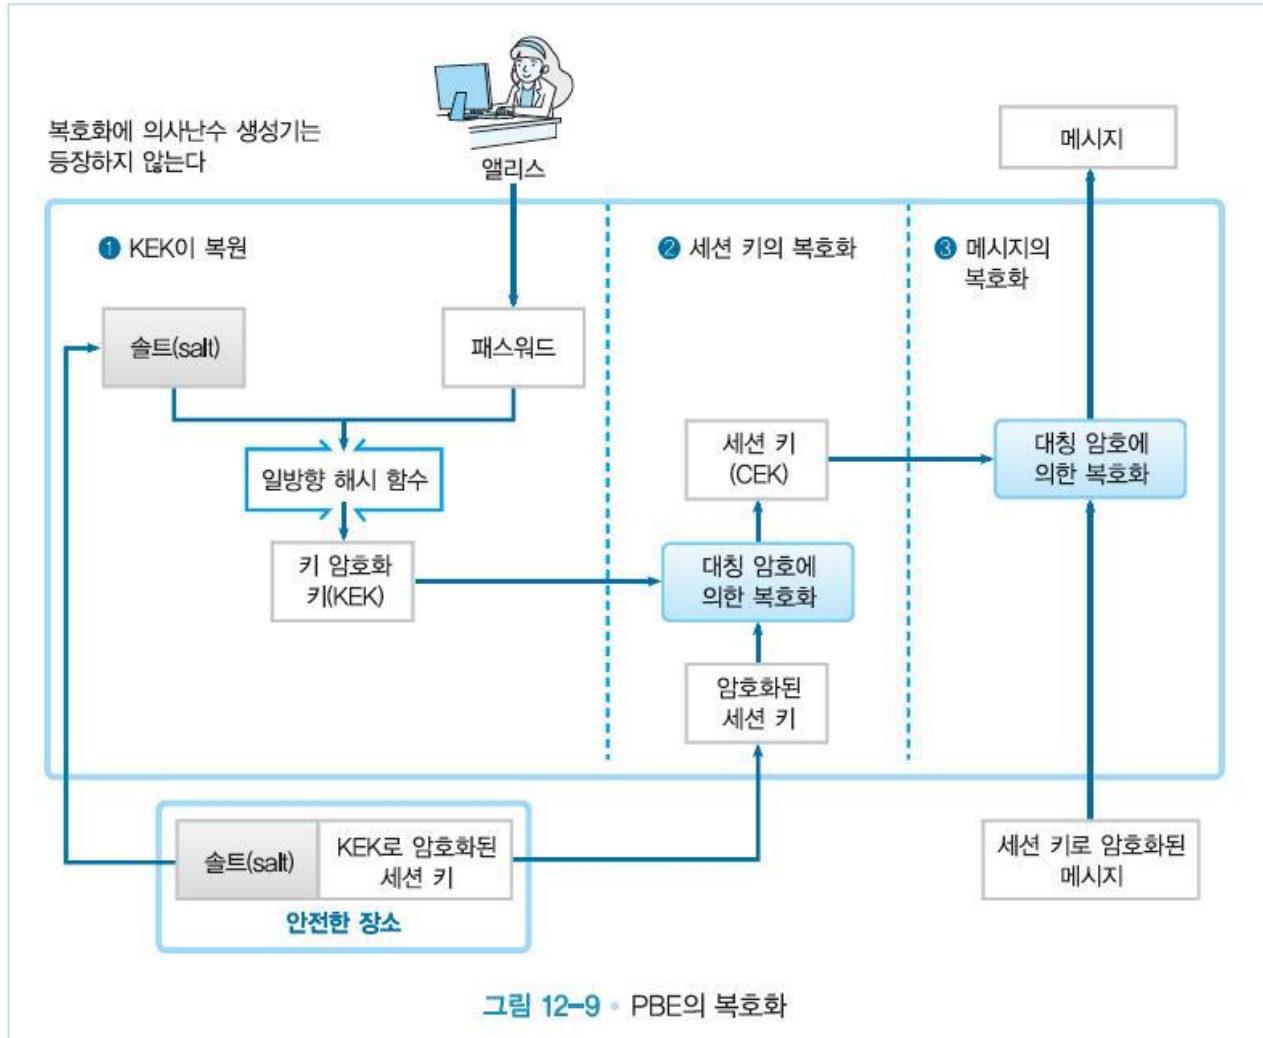 복호화에 의사난수 생성기는
등장하지 않는다
앨리스
메시지
❶ KEK이 복원
❷ 세션 키의 복호화
❸ 메시지의
복호화
솔트(salt)
패스워드
일방향 해시 함수
키 암호화
키(KEK)
세션 키
(CEK)
대칭 암호에
의한 복호화
대칭 암호에
의한 복호화
암호화된
세션 키
솔트(salt)
KEK로 암호화된
세션 키
안전한 장소
세션 키로 암호화된
메시지
그림 12-9 • PBE의 복호화